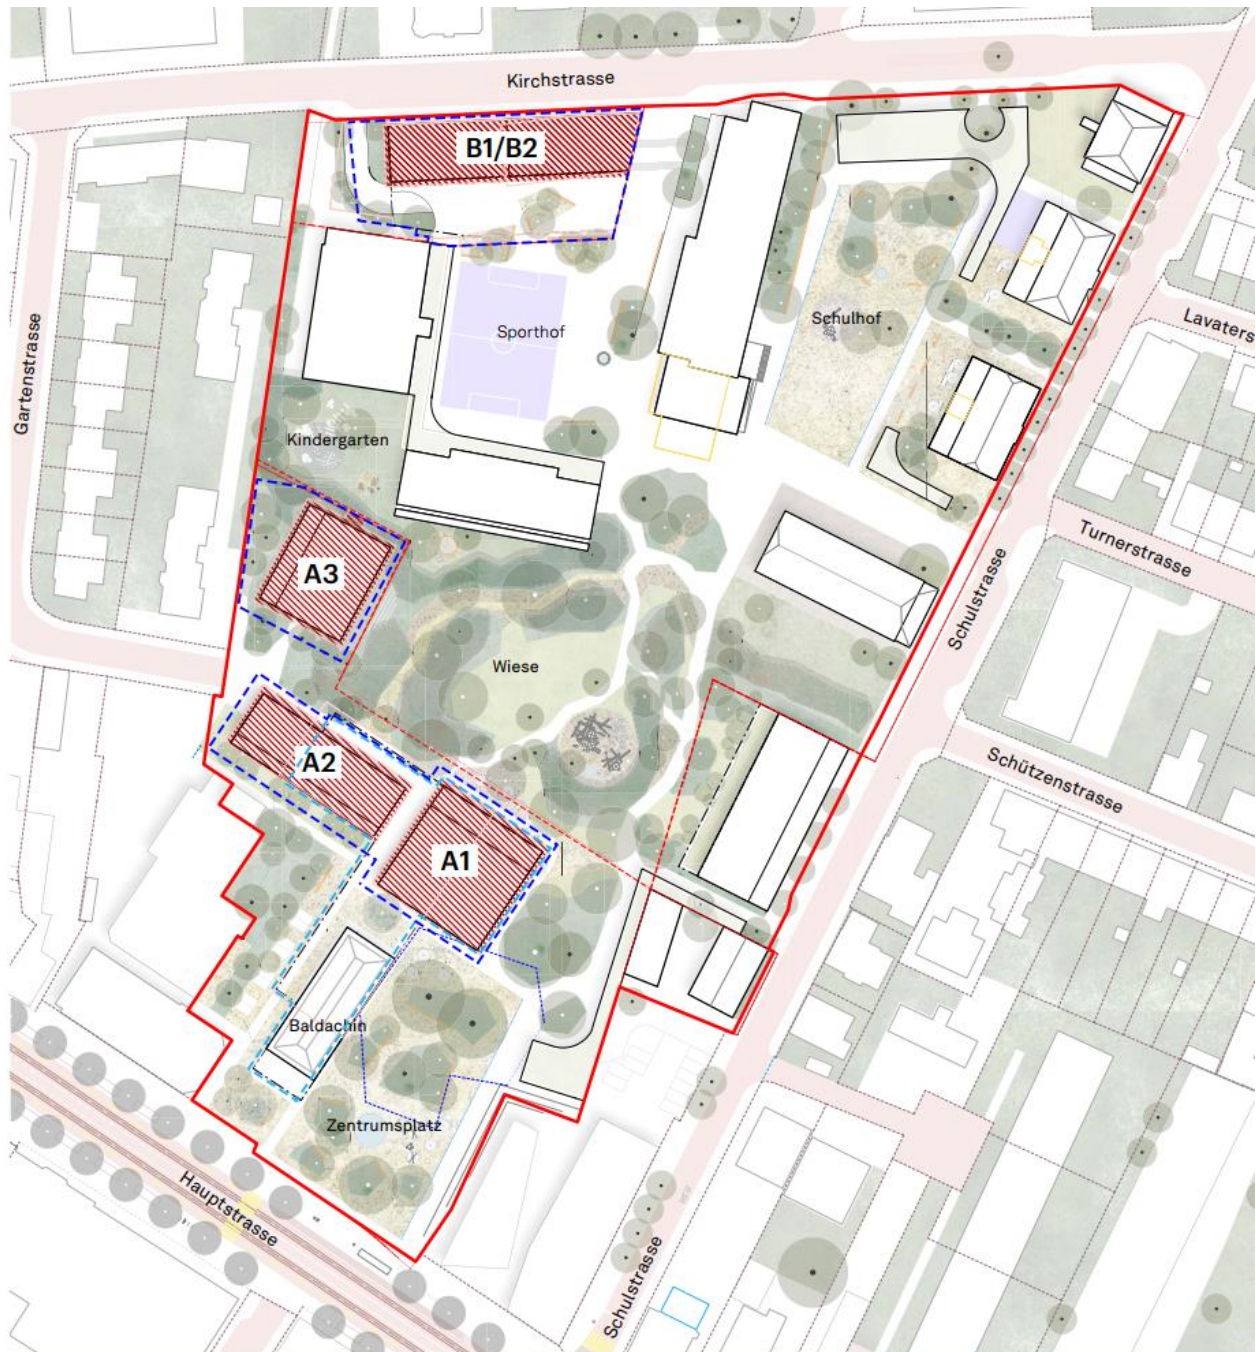 Kirchstrasse
B1/B2
Gartenstrasse
Sporthof
Schulhof
Lavaters
Kindergarten
A3
Turnerstrasse
Schulstrasse
Wiese
A2
Schützenstrasse
A1
Baldachin
Zentrumsplatz
Hauptstrasse
Schulstrasse